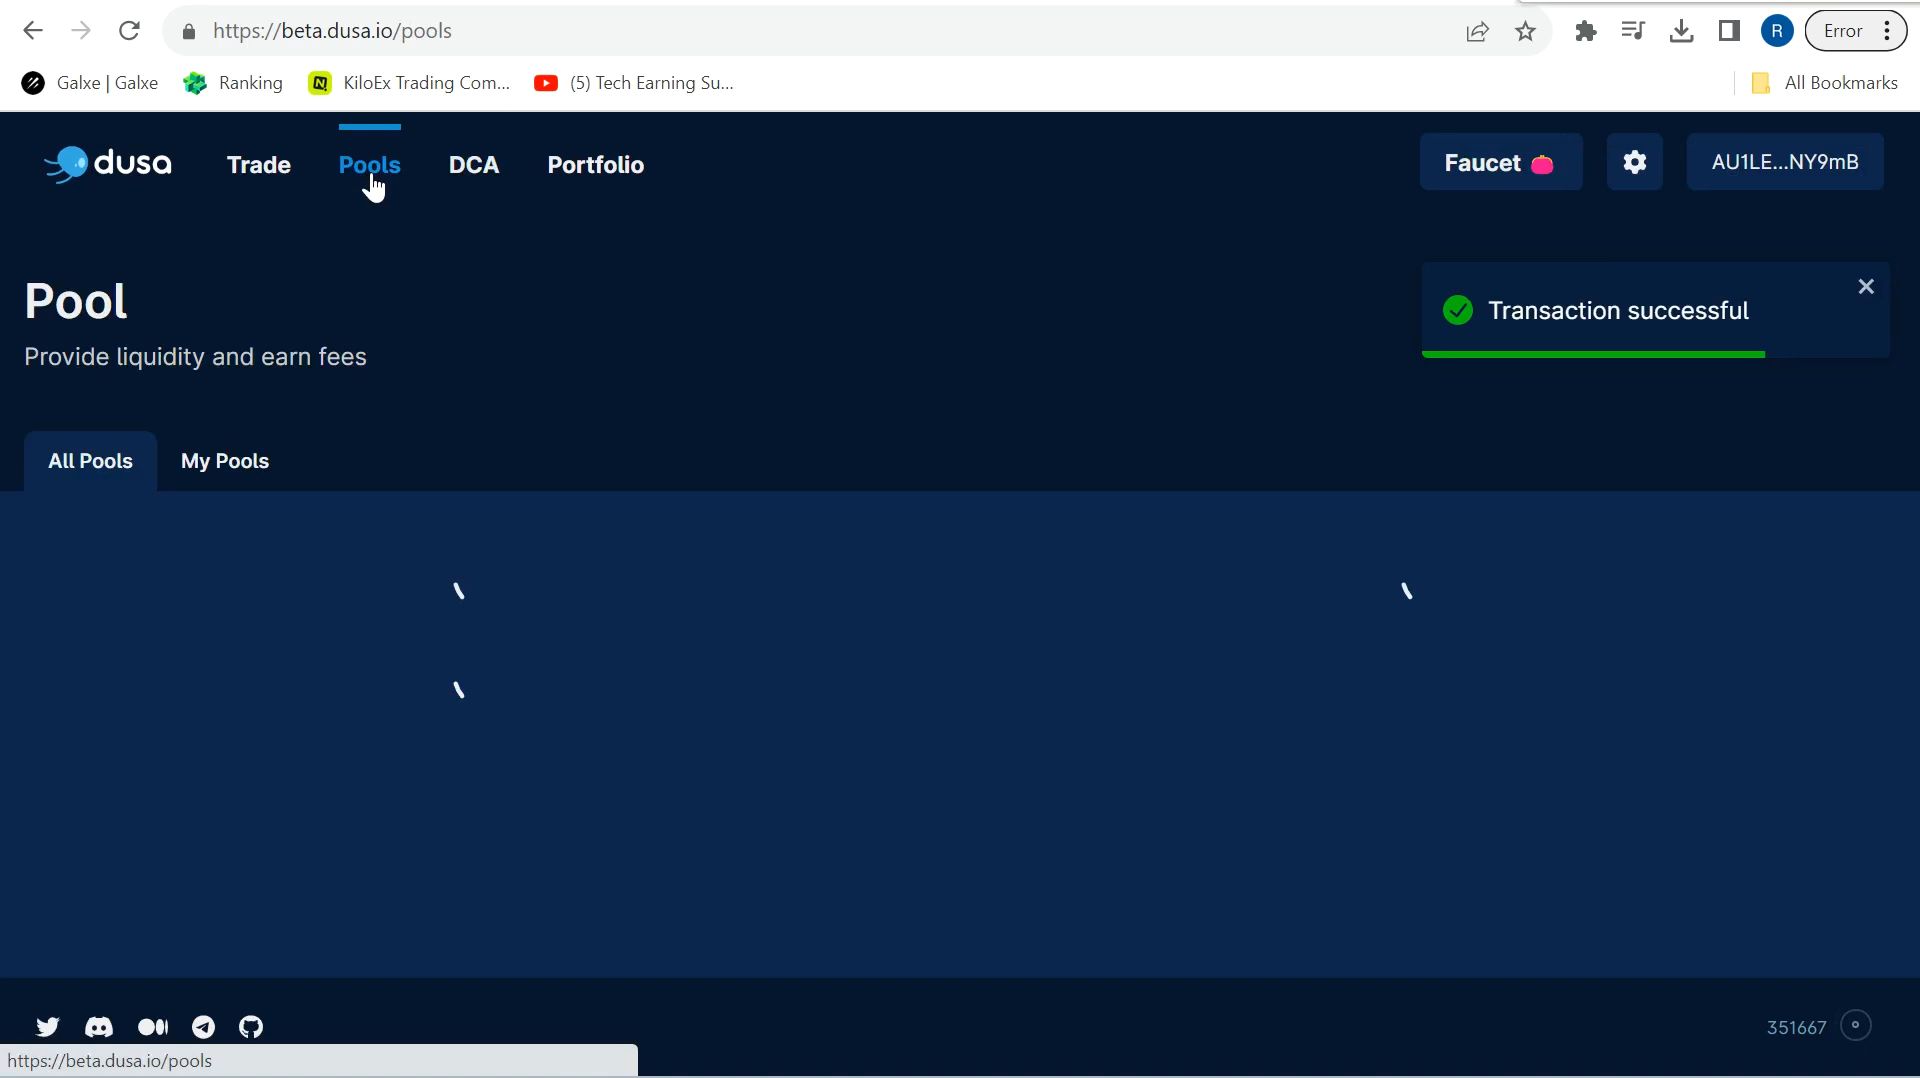 https://beta.dusa.io/pools
R
Error
Galxe | Galxe
Ranking
KiloEx Trading Com...
(5) Tech Earning Su...
All Bookmarks
dusa
Trade
Pools
DCA
Portfolio
Faucet
AU1LE...NY9mB
Pool
Transaction successful
Provide liquidity and earn fees
All Pools
My Pools
351667
https://beta.dusa.io/pools